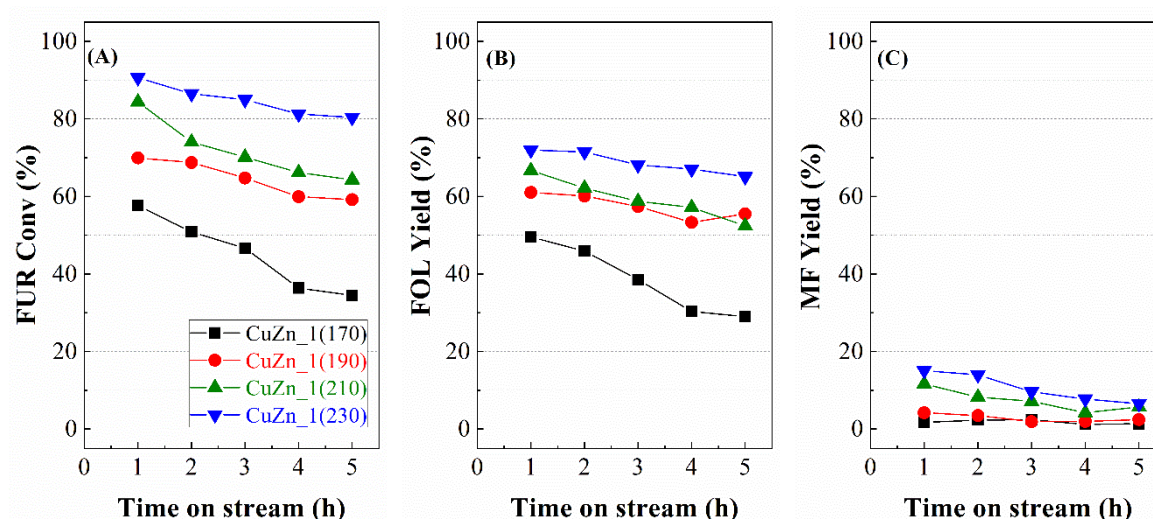 (A)
FUR Conv (%)
100
80
60
40
20
0
0 1 2 3 4 5
Time on stream (h)
CuZn_1(170)
CuZn_1(190)
CuZn_1(210)
CuZn_1(230)
(B)
FOL Yield (%)
100
80
60
40
20
0
0 1 2 3 4 5
Time on stream (h)
(C)
MF Yield (%)
100
80
60
40
20
0
0 1 2 3 4 5
Time on stream (h)